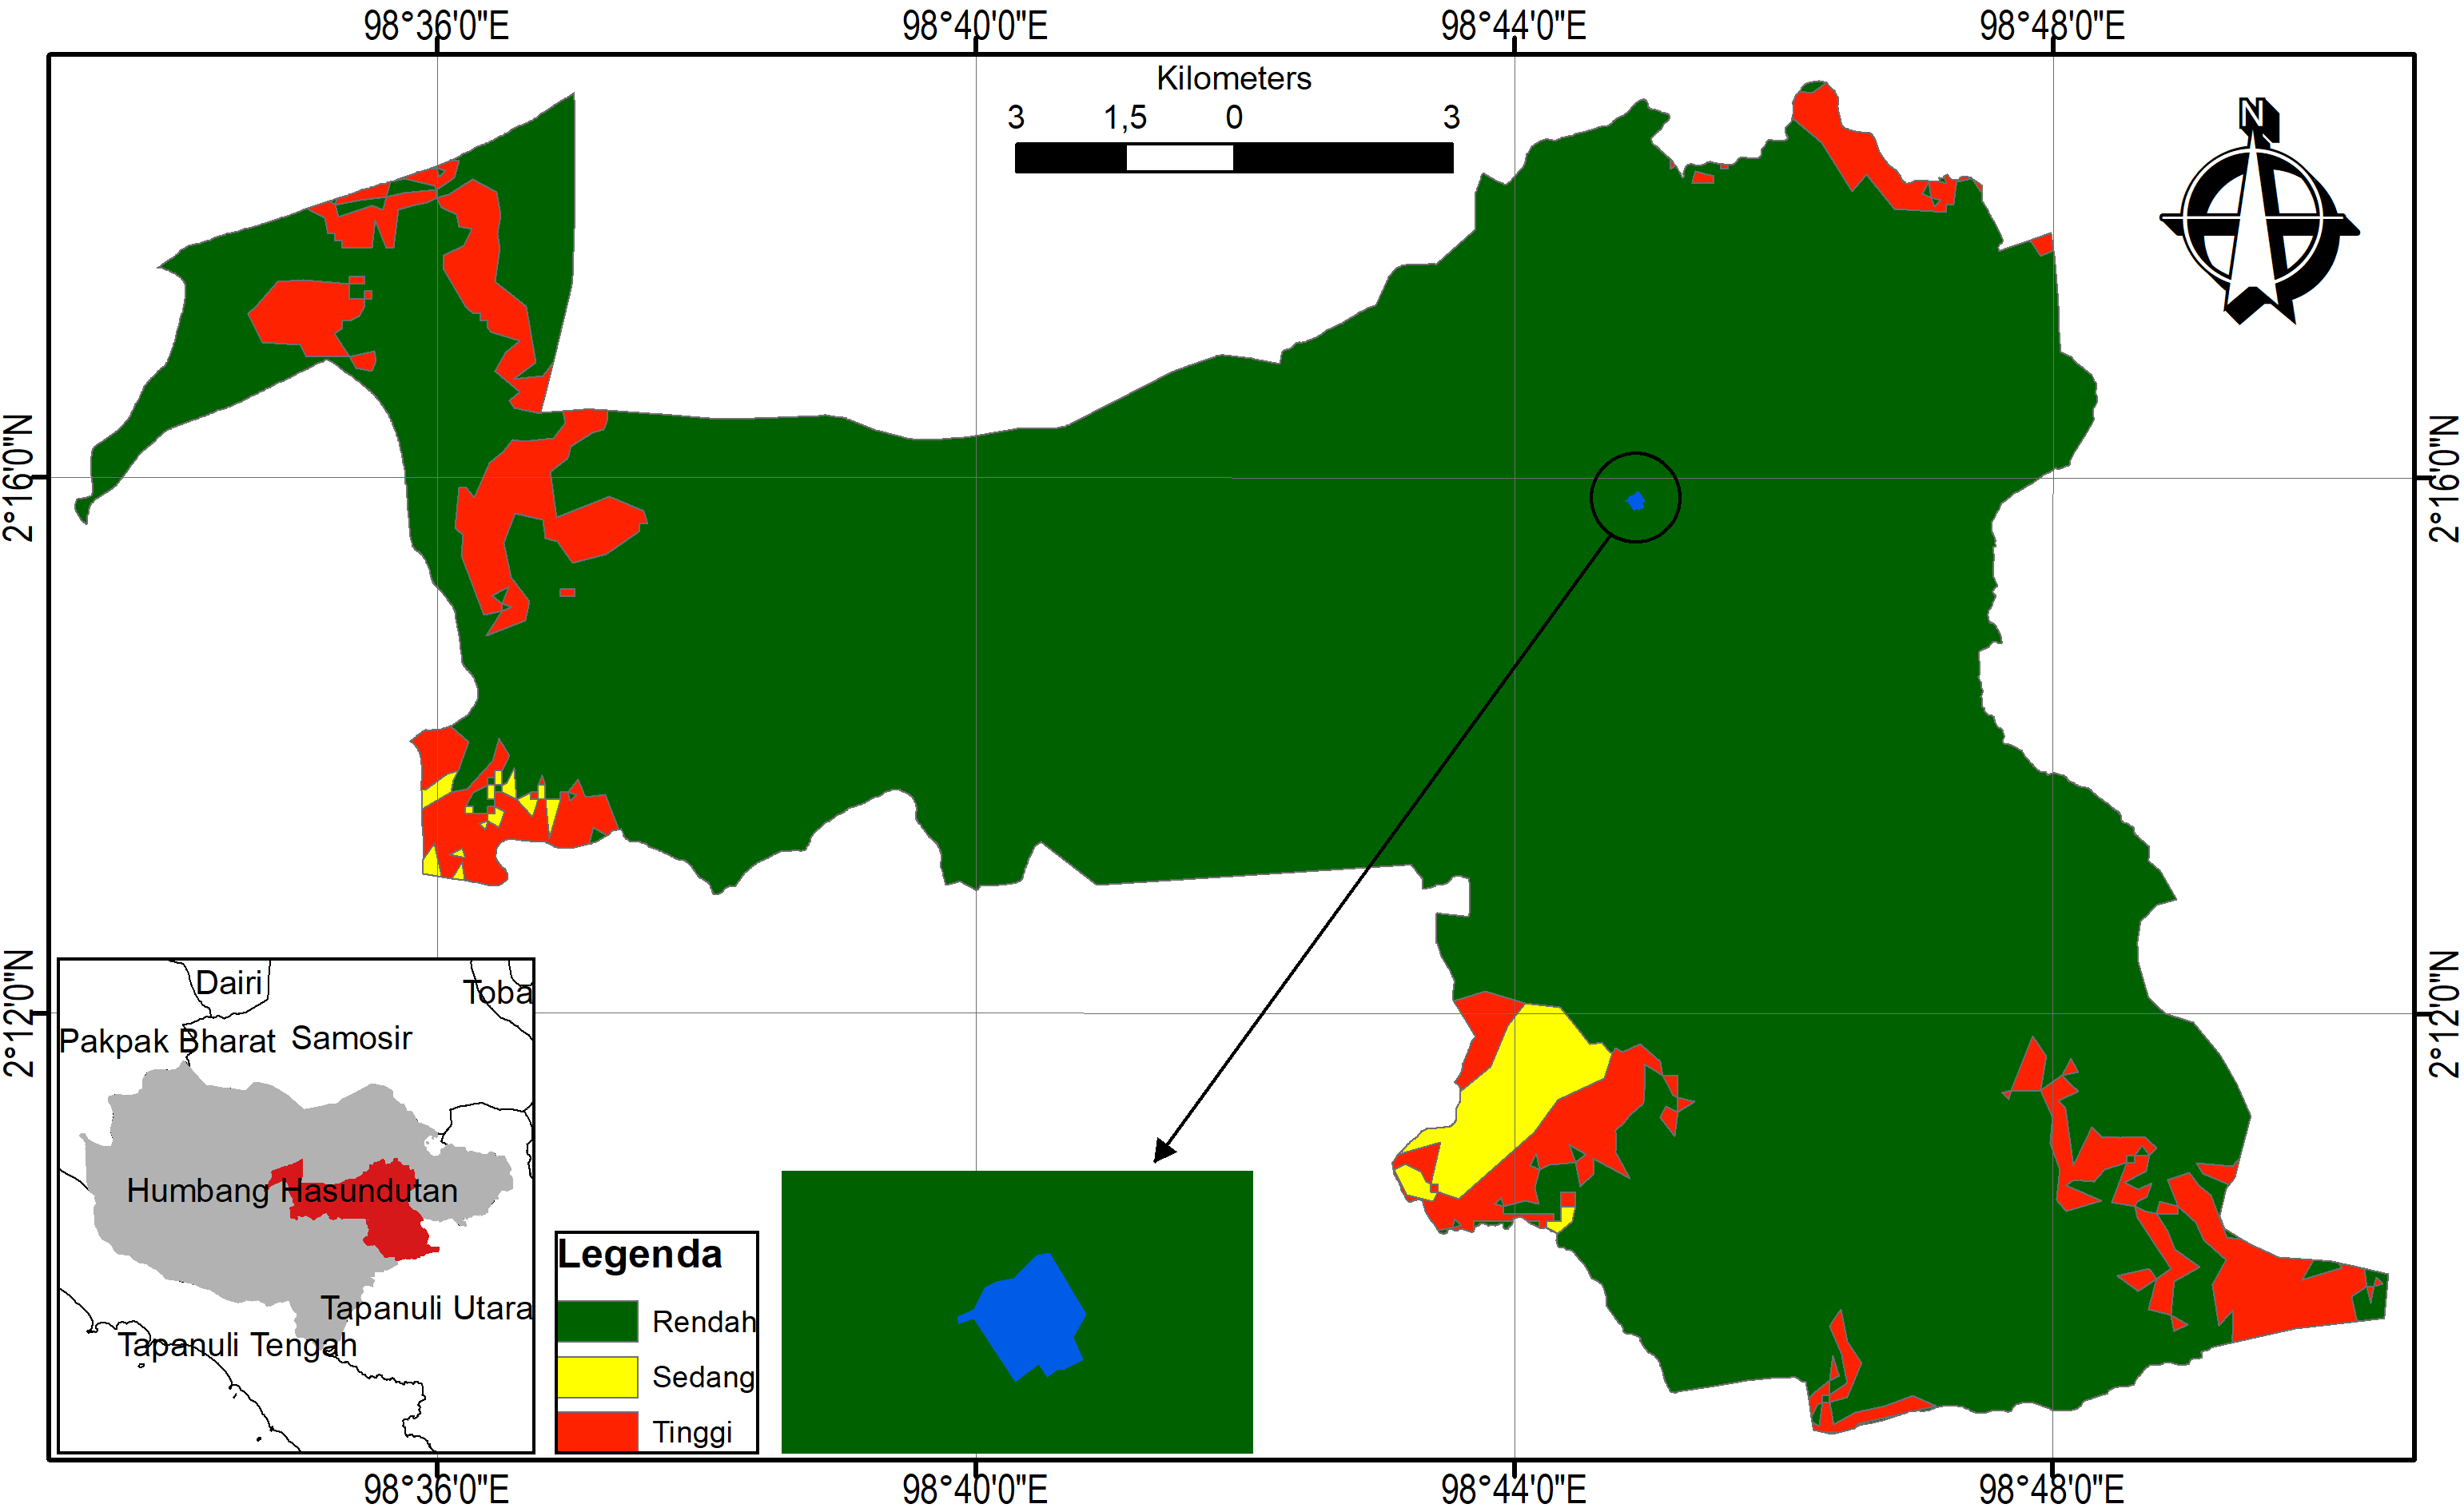 98°36'0"E 98°40'0"E 98°44'0"E 98°48'0"E
Kilometers
3 1,5 0 3
N
2°16'0"N 2°16'0"N
2°12'0"N 2°12'0"N
Dairi
Toba
Pakpak Bharat Samosir
Humbang Hasundutan
Tapanuli Utara
Tapanuli Tengah
Legenda
Rendah
Sedang
Tinggi
98°36'0"E 98°40'0"E 98°44'0"E 98°48'0"E